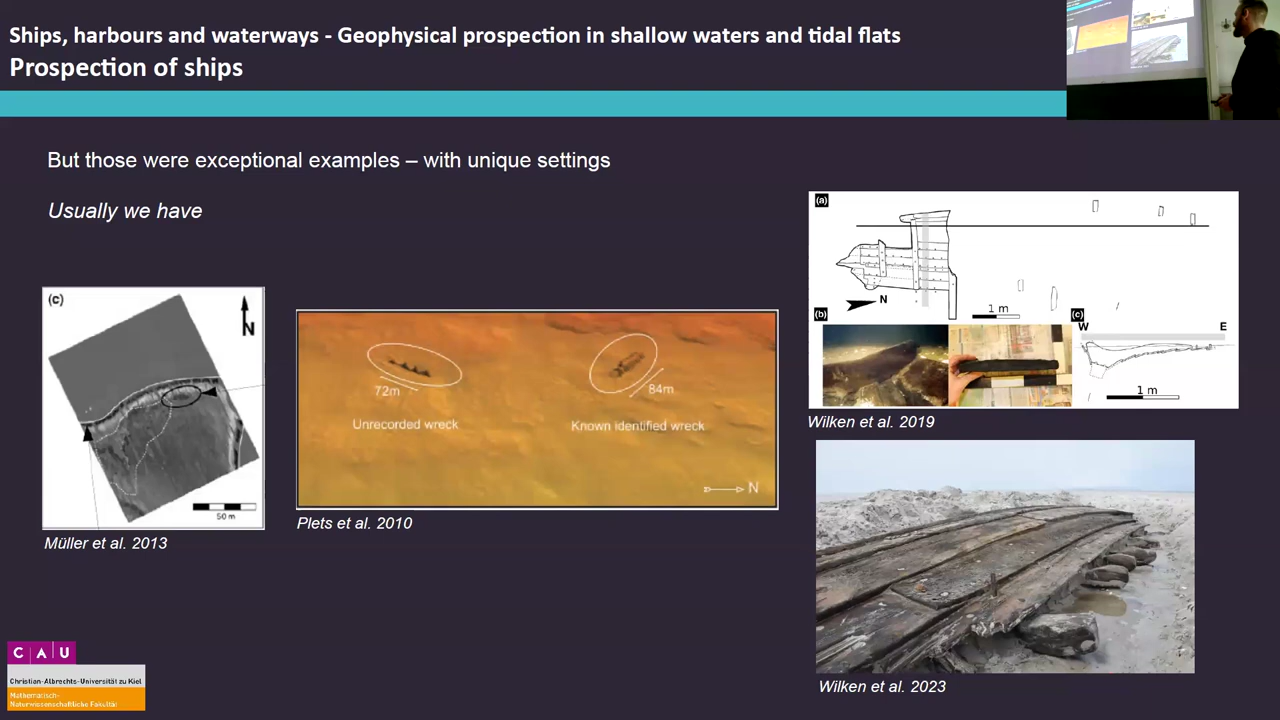 Ships, harbours and waterways - Geophysical prospection in shallow waters and tidal flats
Prospection of ships
But those were exceptional examples – with unique settings
Usually we have
(c)
N
50 m
Müller et al. 2013
72m
84m
Unrecorded wreck
Known identified wreck
N
Plets et al. 2010
(a)
N
1 m
(b)
(c)
W
E
1 m
Wilken et al. 2019
Wilken et al. 2023
C A U
Christian-Albrechts-Universität zu Kiel
Mathematisch-
Naturwissenschaftliche Fakultät